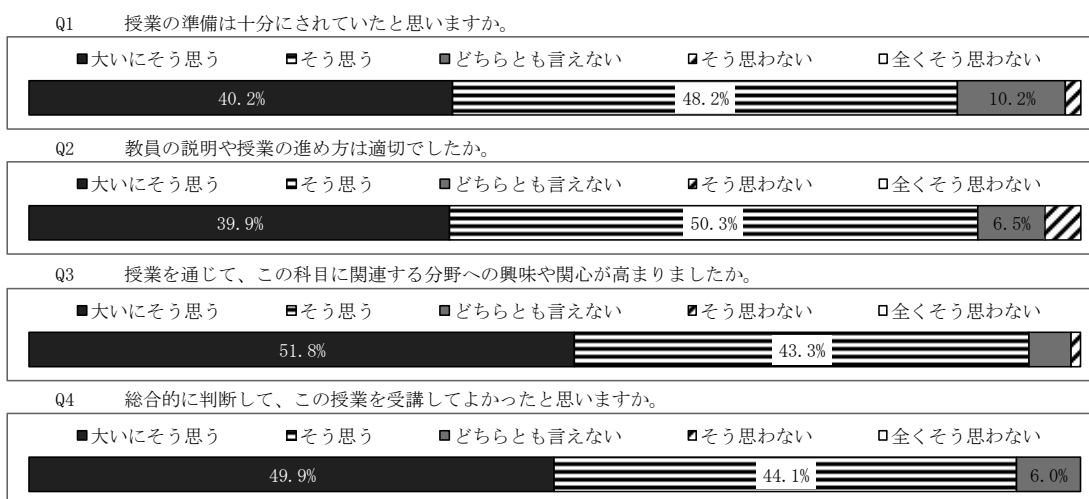 Q1 授業の準備は十分にされていたと思いますか。
■大いにそう思う ■そう思う ■どちらとも言えない ■そう思わない □全くそう思わない
40.2% 48.2% 10.2%
Q2 教員の説明や授業の進め方は適切でしたか。
■大いにそう思う ■そう思う ■どちらとも言えない ■そう思わない □全くそう思わない
39.9% 50.3% 6.5%
Q3 授業を通じて、この科目に関連する分野への興味や関心が高まりましたか。
■大いにそう思う ■そう思う ■どちらとも言えない ■そう思わない □全くそう思わない
51.8% 43.3%
Q4 総合的に判断して、この授業を受講してよかったと思いますか。
■大いにそう思う ■そう思う ■どちらとも言えない ■そう思わない □全くそう思わない
49.9% 44.1% 6.0%